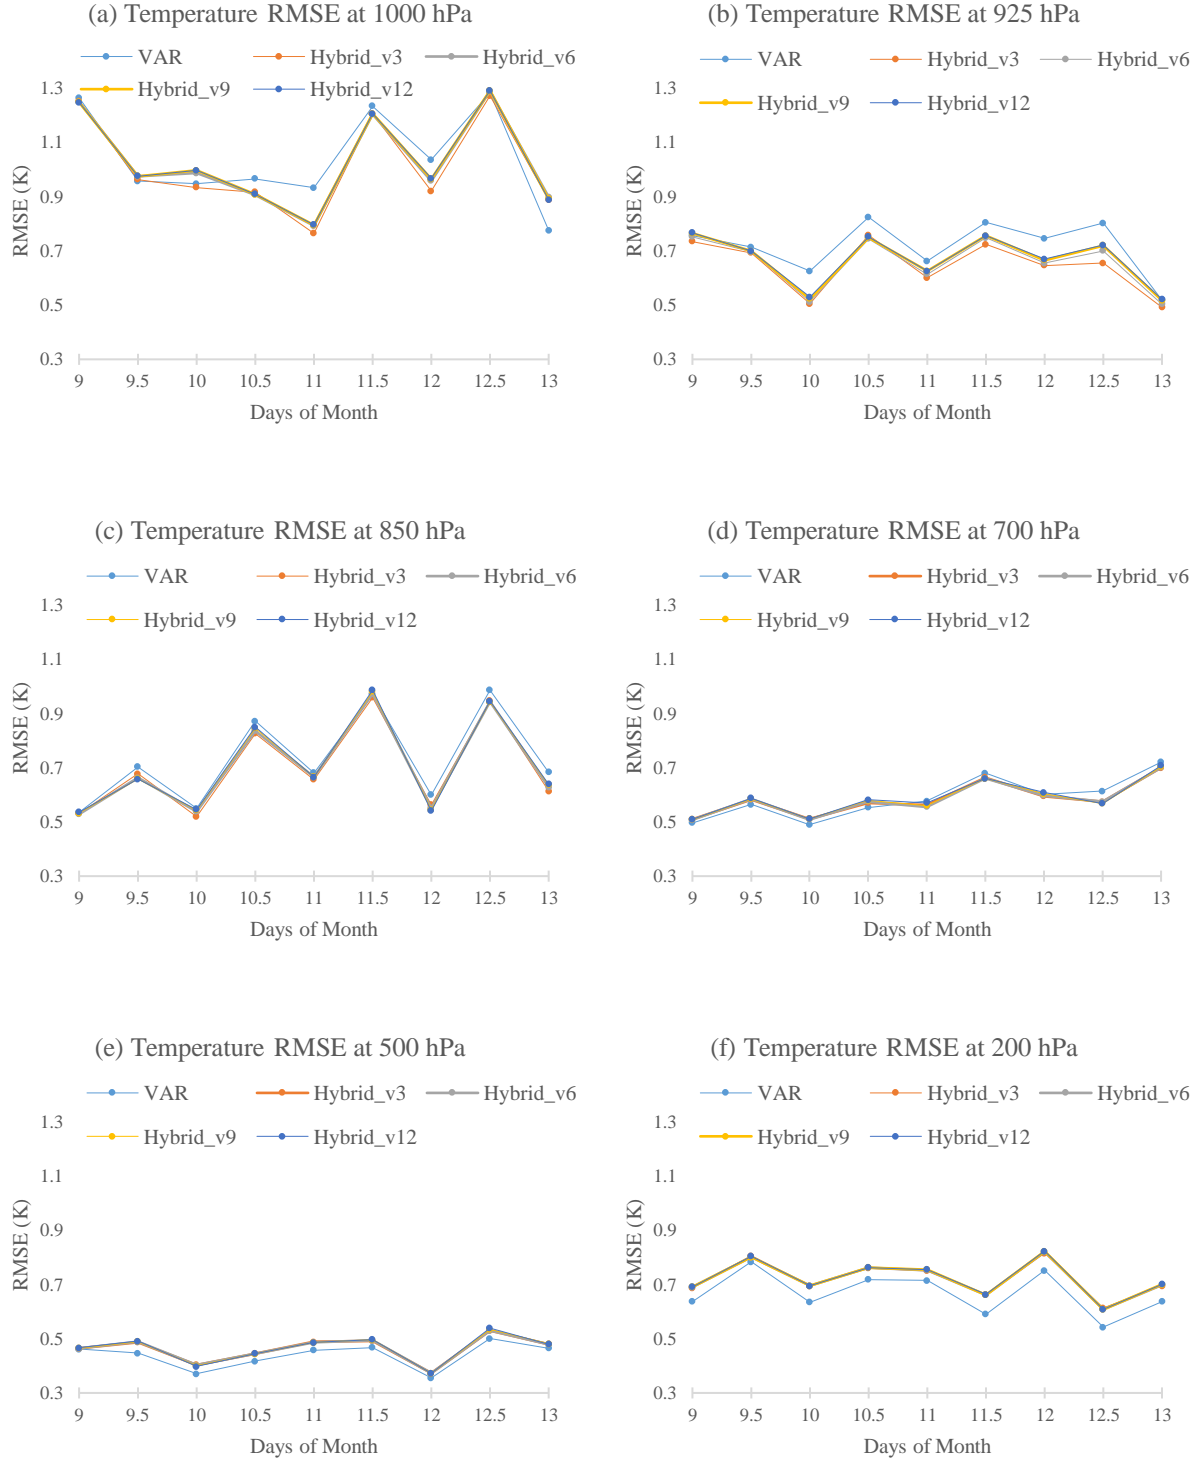 (a) Temperature RMSE at 1000 hPa
VAR
Hybrid_v3
Hybrid_v6
Hybrid_v9
Hybrid_v12
1.3
1.1
0.9
0.7
0.5
0.3
RMSE (K)
9 9.5 10 10.5 11 11.5 12 12.5 13
Days of Month
(b) Temperature RMSE at 925 hPa
VAR
Hybrid_v3
Hybrid_v6
Hybrid_v9
Hybrid_v12
1.3
1.1
0.9
0.7
0.5
0.3
RMSE (K)
9 9.5 10 10.5 11 11.5 12 12.5 13
Days of Month
(c) Temperature RMSE at 850 hPa
VAR
Hybrid_v3
Hybrid_v6
Hybrid_v9
Hybrid_v12
1.3
1.1
0.9
0.7
0.5
0.3
RMSE (K)
9 9.5 10 10.5 11 11.5 12 12.5 13
Days of Month
(d) Temperature RMSE at 700 hPa
VAR
Hybrid_v3
Hybrid_v6
Hybrid_v9
Hybrid_v12
1.3
1.1
0.9
0.7
0.5
0.3
RMSE (K)
9 9.5 10 10.5 11 11.5 12 12.5 13
Days of Month
(e) Temperature RMSE at 500 hPa
VAR
Hybrid_v3
Hybrid_v6
Hybrid_v9
Hybrid_v12
1.3
1.1
0.9
0.7
0.5
0.3
RMSE (K)
9 9.5 10 10.5 11 11.5 12 12.5 13
Days of Month
(f) Temperature RMSE at 200 hPa
VAR
Hybrid_v3
Hybrid_v6
Hybrid_v9
Hybrid_v12
1.3
1.1
0.9
0.7
0.5
0.3
RMSE (K)
9 9.5 10 10.5 11 11.5 12 12.5 13
Days of Month